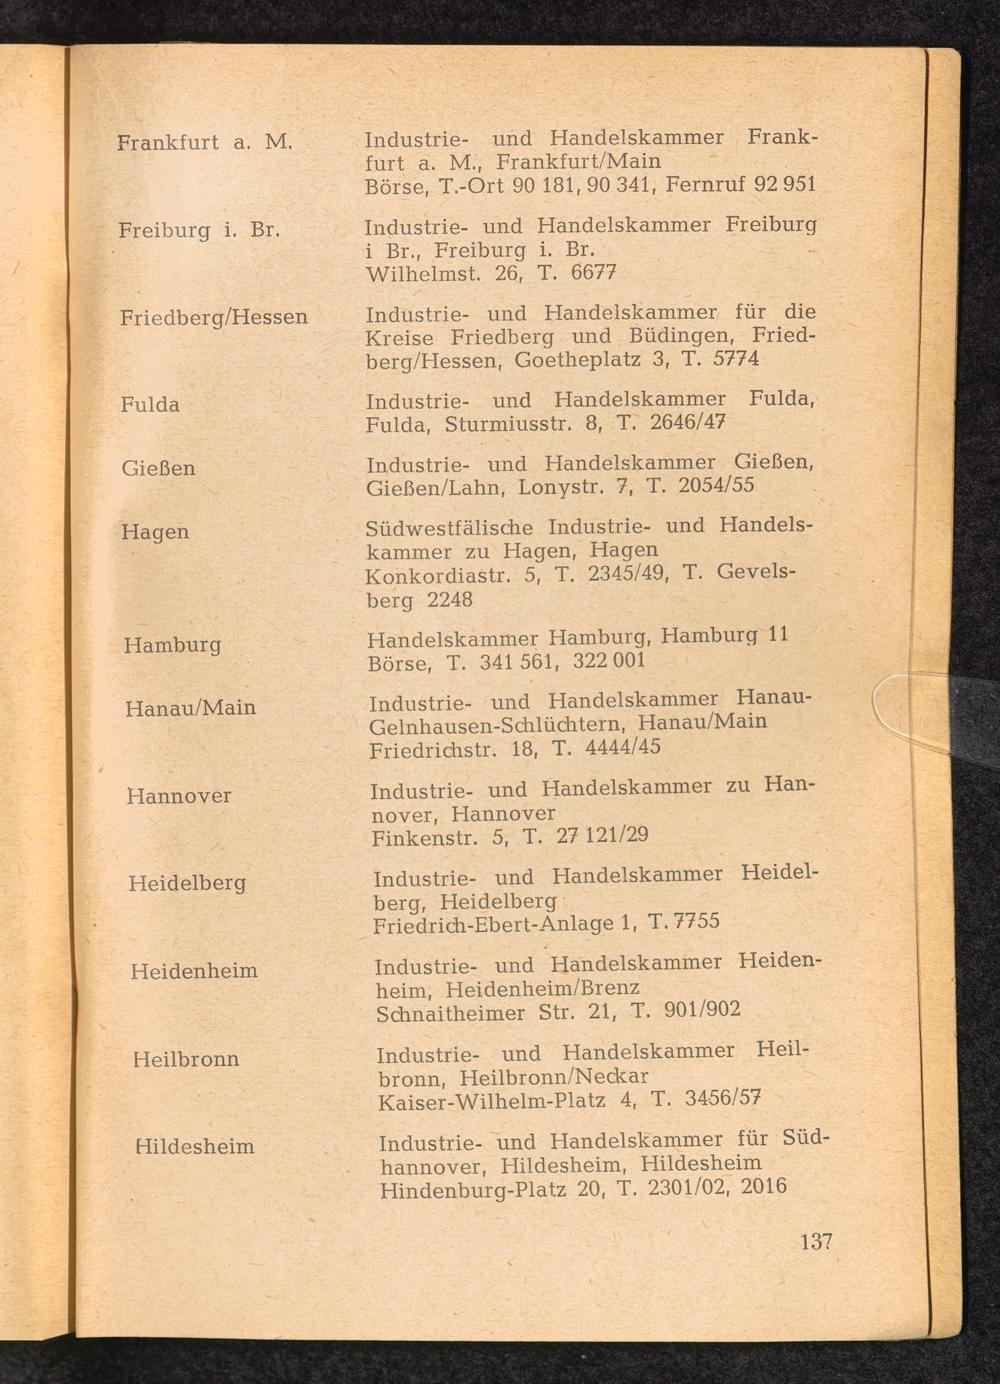 Frankfurt a. M.
Industrie- und Handelskammer Frank-
furt a. M., Frankfurt/Main
Börse, T.-Ort 90 181, 90 341, Fernruf 92 951
Freiburg i. Br.
Industrie- und Handelskammer Freiburg
i Br., Freiburg i. Br.
Wilhelmst. 26, T. 6677
Friedberg/Hessen
Industrie- und Handelskammer für die
Kreise Friedberg und Büdingen, Fried-
berg/Hessen, Goetheplatz 3, T. 5774
Fulda
Industrie- und Handelskammer Fulda,
Fulda, Sturmiusstr. 8, T. 2646/47
Gießen
Industrie- und Handelskammer Gießen,
Gießen/Lahn, Lonystr. 7, T. 2054/55
Hagen
Südwestfälische Industrie- und Handels-
kammer zu Hagen, Hagen
Konkordiastr. 5, T. 2345/49, T. Gevels-
berg 2248
Hamburg
Handelskammer Hamburg, Hamburg 11
Börse, T. 341 561, 322 001
Hanau/Main
Industrie- und Handelskammer Hanau-
Gelnhausen-Schlüchtern, Hanau/Main
Friedrichstr. 18, T. 4444/45
Hannover
Industrie- und Handelskammer zu Han-
nover, Hannover
Finkenstr. 5, T. 27 121/29
Heidelberg
Industrie- und Handelskammer Heidel-
berg, Heidelberg
Friedrich-Ebert-Anlage 1, T. 7755
Heidenheim
Industrie- und Handelskammer Heiden-
heim, Heidenheim/Brenz
Schnaitheimer Str. 21, T. 901/902
Heilbronn
Industrie- und Handelskammer Heil-
bronn, Heilbronn/Neckar
Kaiser-Wilhelm-Platz 4, T. 3456/57
Hildesheim
Industrie- und Handelskammer für Süd-
hannover, Hildesheim, Hildesheim
Hindenburg-Platz 20, T. 2301/02, 2016
137